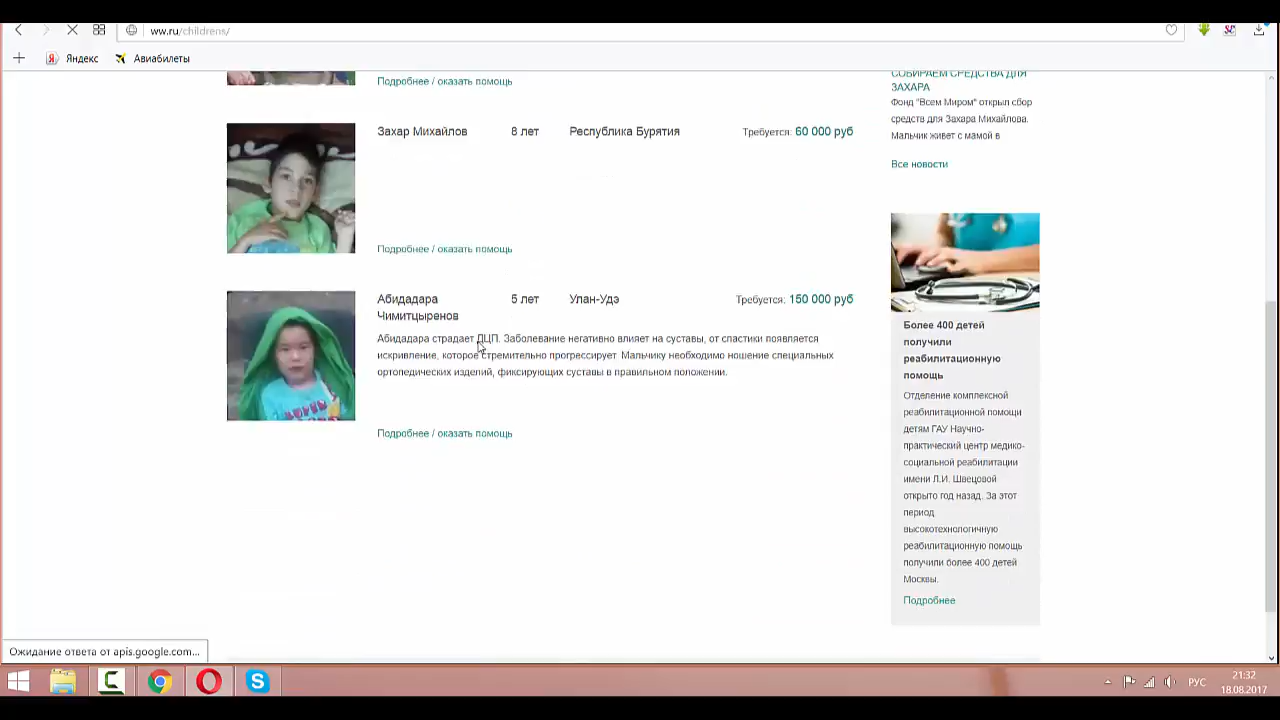 ww.ru/childrens/
Яндекс
Авиабилеты
Подробнее / оказать помощь
Захар Михайлов 8 лет Республика Бурятия Требуется: 60 000 руб
Подробнее / оказать помощь
Абидадара Чимитцыренов 5 лет Улан-Удэ Требуется: 150 000 руб
Абидадара страдает ДЦП. Заболевание негативно влияет на суставы, от спастики появляется
искривление, которое стремительно прогрессирует. Мальчику необходимо ношение специальных
ортопедических изделий, фиксирующих суставы в правильном положении.
Подробнее / оказать помощь
СОБИРАЕМ СРЕДСТВА ДЛЯ
ЗАХАРА
Фонд "Всем Миром" открыл сбор
средств для Захара Михайлова.
Мальчик живет с мамой в
Все новости
Более 400 детей
получили
реабилитационную
помощь
Отделение комплексной
реабилитационной помощи
детям ГАУ Научно-
практический центр медико-
социальной реабилитации
имени Л.И. Швецовой
открыто год назад. За этот
период
высокотехнологичную
реабилитационную помощь
получили более 400 детей
Москвы.
Подробнее
Ожидание ответа от apis.google.com...
РУС
21:32
18.08.2017